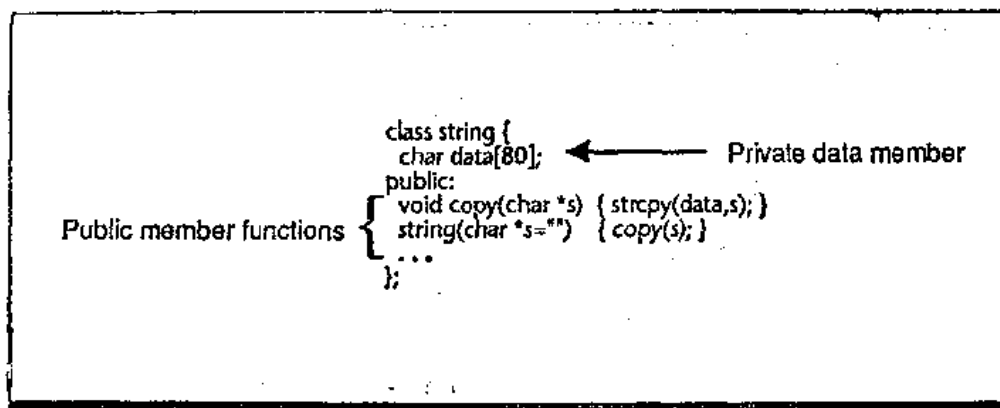 class string {
char data[80];
Private data member
public:
void copy(char *s) { strcpy(data,s); }
Public member functions {
string(char *s="") { copy(s); }
...
};